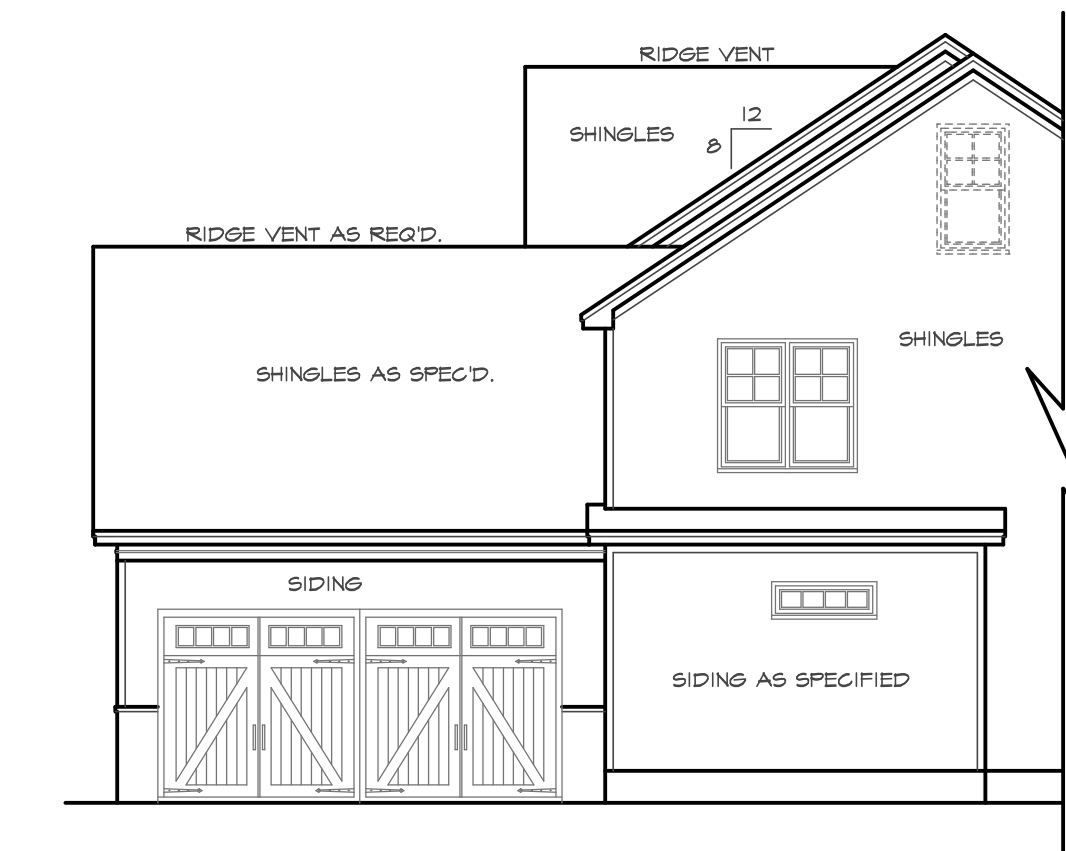 RIDGE VENT
12
SHINGLES
8
RIDGE VENT AS REQ'D.
SHINGLES
SHINGLES AS SPEC'D.
SIDING
SIDING AS SPECIFIED